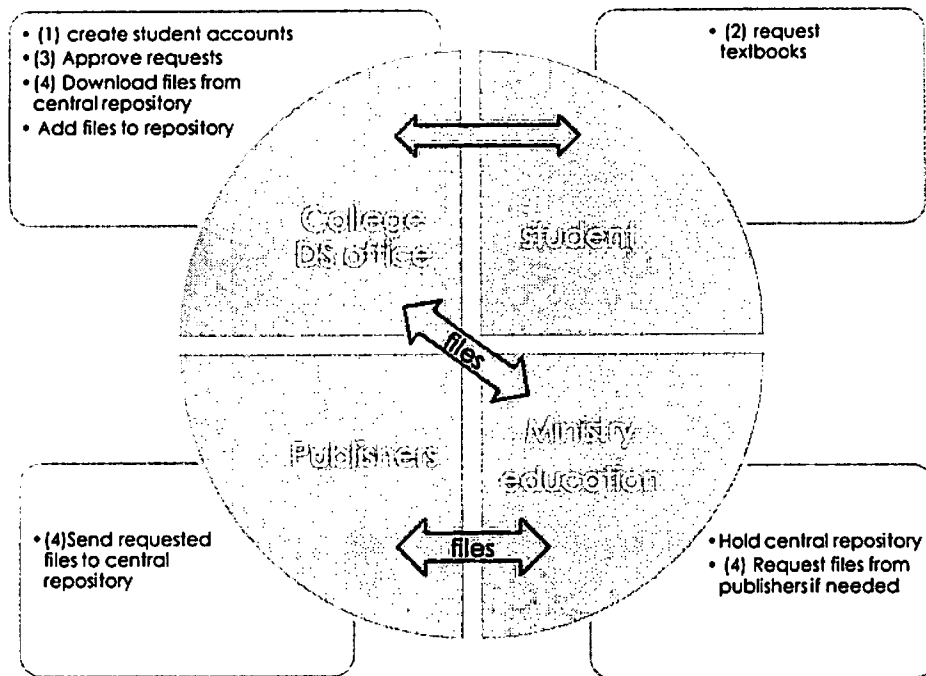 • (1) create student accounts
• (3) Approve requests
• (4) Download files from
central repository
• Add files to repository
• (2) request
textbooks
College
DS office
student
files
Publishers
Ministry
education
files
• (4)Send requested
files to central
repository
•Hold central repository
• (4) Request files from
publishers if needed